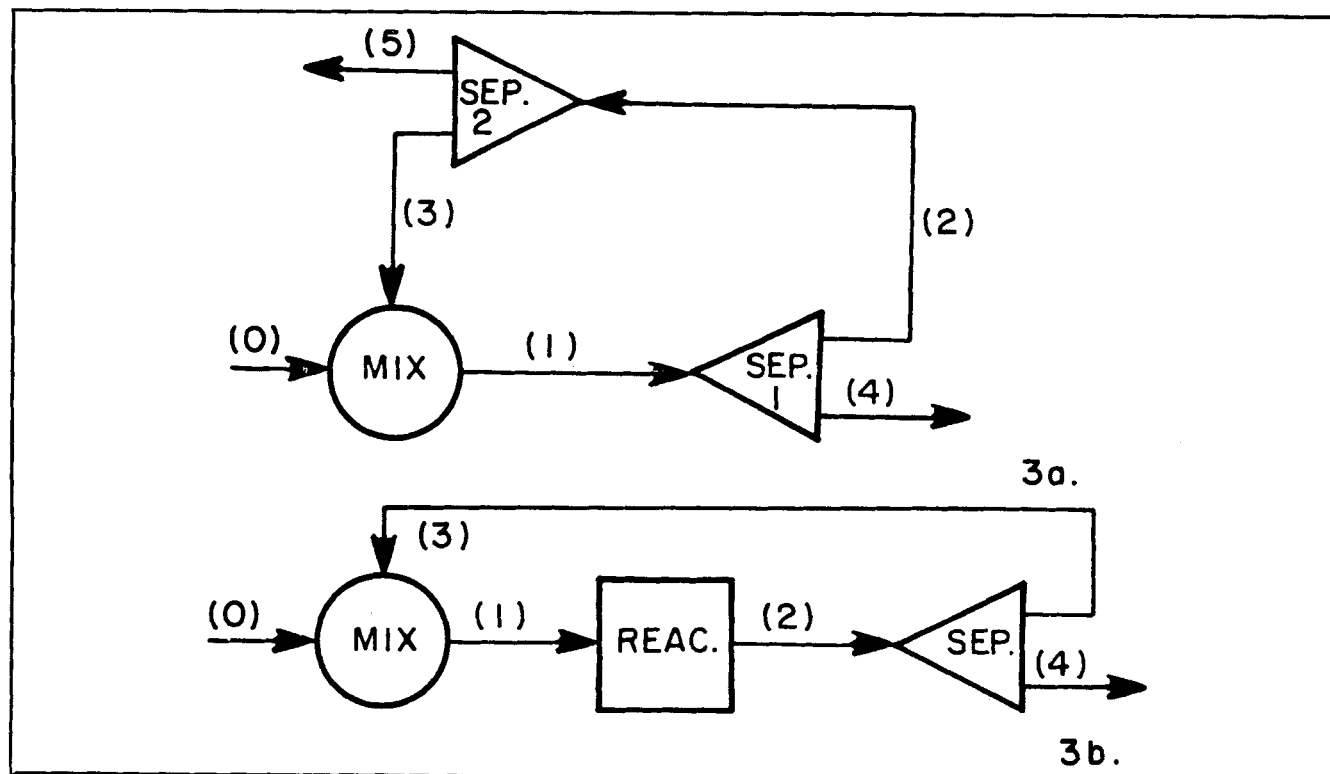 (5)
SEP.
2
(3)
(2)
(0)
MIX
(1)
SEP.
1
(4)
3a.
(3)
(0)
MIX
(1)
REAC.
(2)
SEP.
(4)
3b.